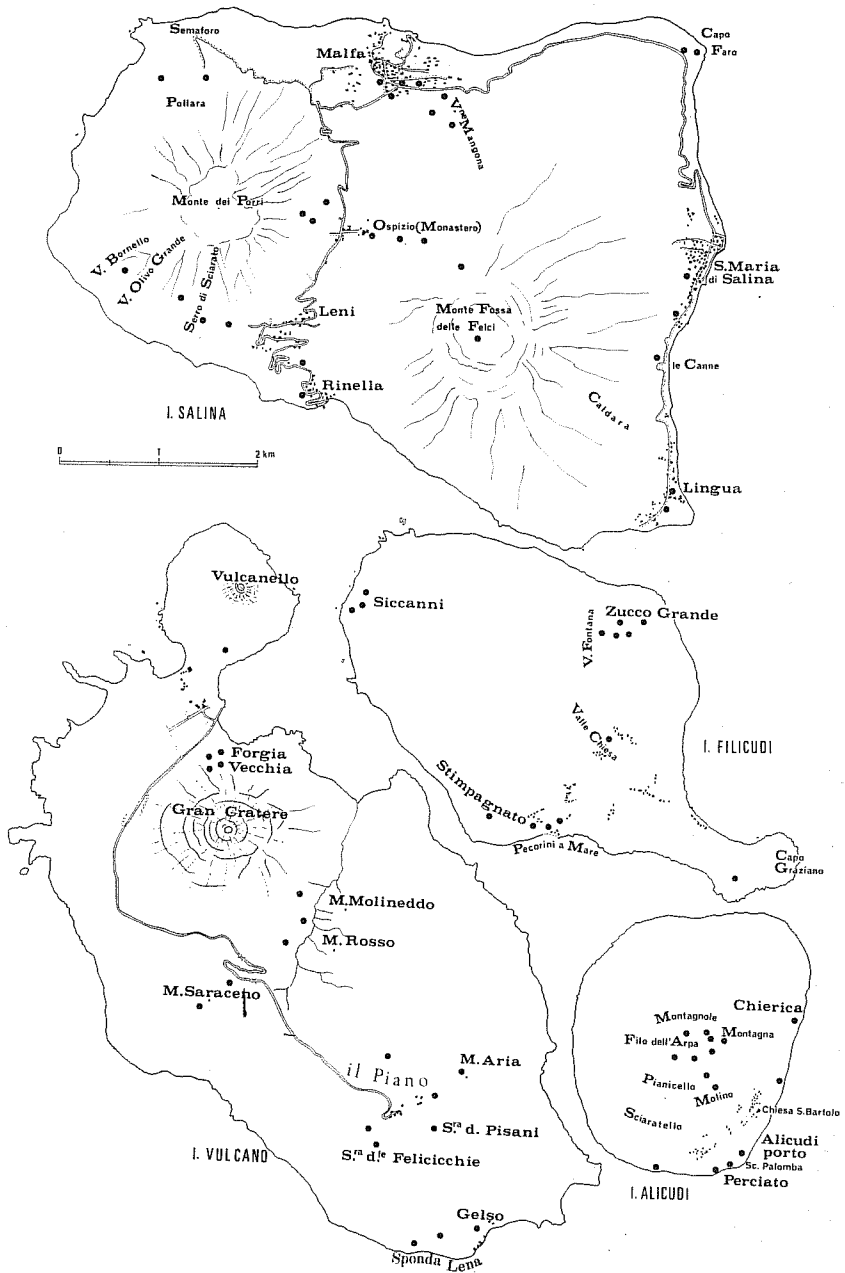 Semaforo
Malfa
Capo
Faro
Pollara
V.ne Mangona
Monte dei Porri
Ospizio (Monastero)
V. Bornello
V. Olivo Grande
Serro di Sciarato
S. Maria
di Salina
Leni
Monte Fossa
delle Felci
le Canne
Rinella
Caldara
I. SALINA
0 1 2 km
Lingua
Vulcanello
Siccanni
Zucco Grande
V. Fontana
Valle Chiesa
I. FILICUDI
Forgia
Vecchia
Stimpagnato
Gran Cratere
Pecorini a Mare
Capo
Graziano
M. Molineddo
M. Rosso
M. Saraceno
Chierica
Montagnole
Montagna
Filo dell'Arpa
il Piano
M. Aria
Pianicello
Molino
Sciaratello
Chiesa S. Bartolo
S.ra d. Pisani
Alicudi
porto
I. VULCANO
S.ra d.le Felicicchie
Sc. Palomba
Perciato
I. ALICUDI
Gelso
Sponda Lena